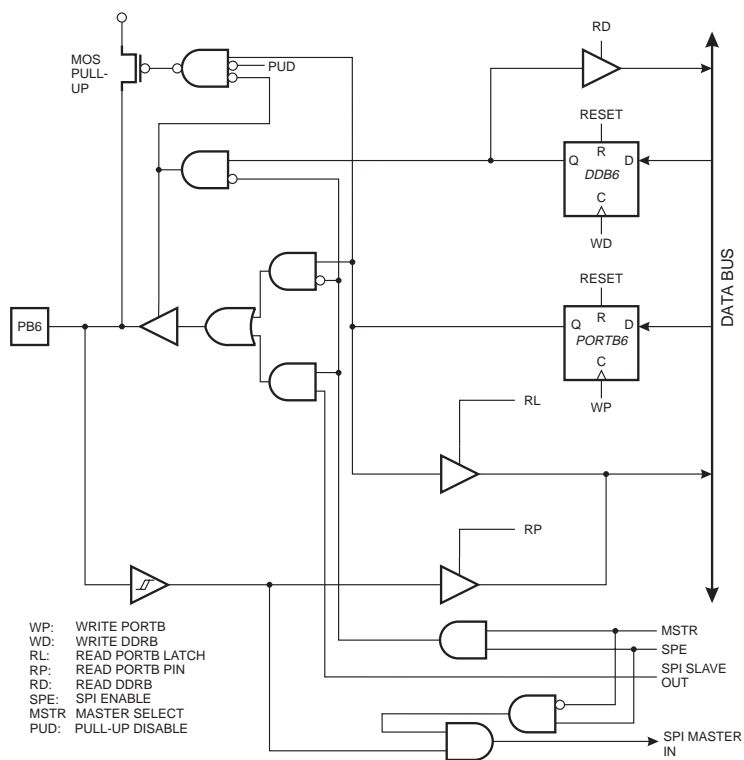 RD
MOS
PULL-
UP
PUD
RESET
R
Q
D
DDB6
C
WD
RESET
R
Q
D
PORTB6
C
WP
DATA BUS
PB6
RL
RP
WP: WRITE PORTB
WD: WRITE DDRB
RL: READ PORTB LATCH
RP: READ PORTB PIN
RD: READ DDRB
SPE: SPI ENABLE
MSTR MASTER SELECT
PUD: PULL-UP DISABLE
MSTR
SPE
SPI SLAVE
OUT
SPI MASTER
IN